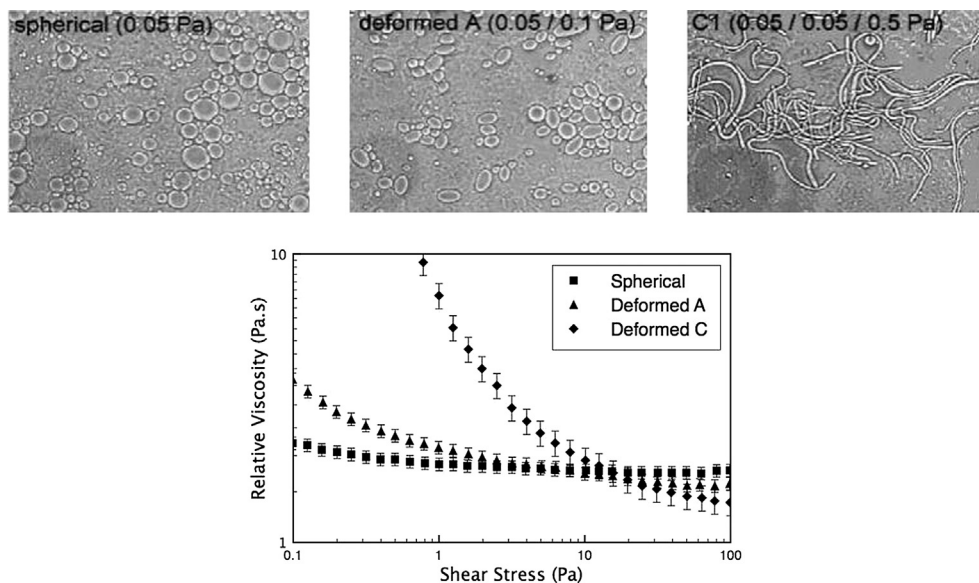 spherical (0.05 Pa)
deformed A (0.05 / 0.1 Pa)
C1 (0.05 / 0.05 / 0.5 Pa)
10
Spherical
Deformed A
Deformed C
Relative Viscosity (Pa.s)
1
0.1 1 10 100
Shear Stress (Pa)